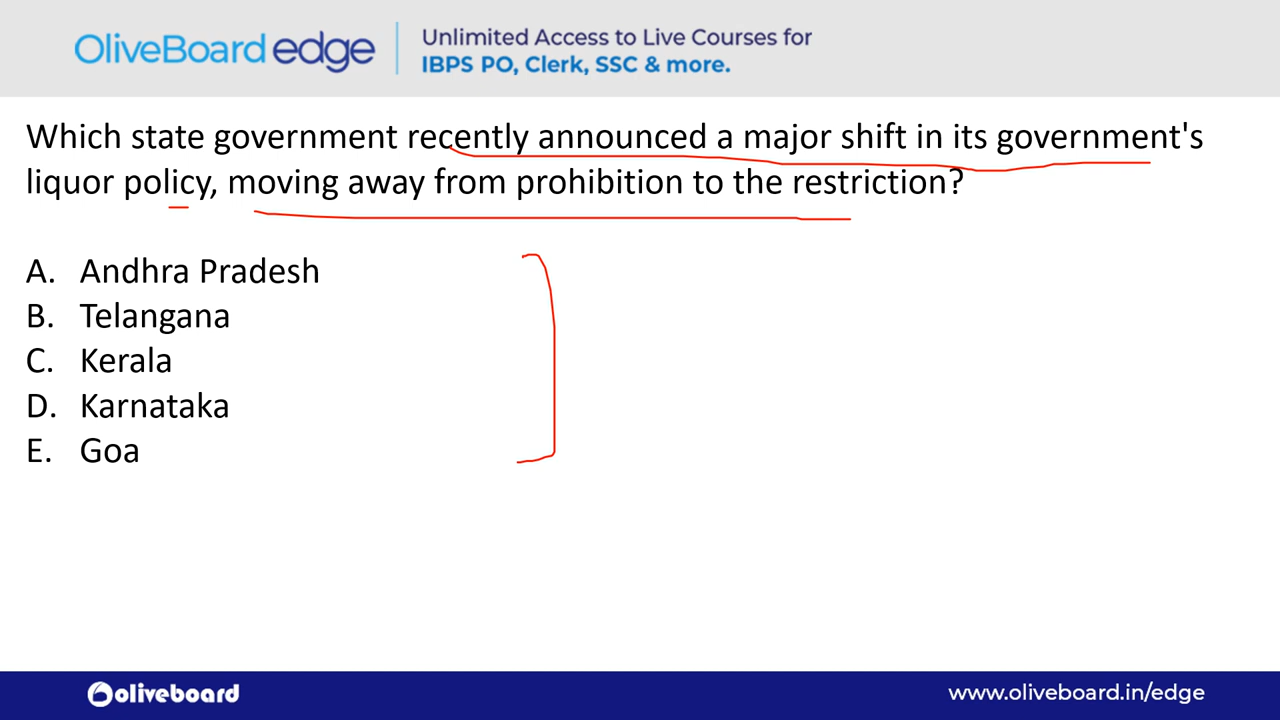 OliveBoard edge
Unlimited Access to Live Courses for
IBPS PO, Clerk, SSC & more.
Which state government recently announced a major shift in its government's
liquor policy, moving away from prohibition to the restriction?
A. Andhra Pradesh
B. Telangana
C. Kerala
D. Karnataka
E. Goa
oliveboard
www.oliveboard.in/edge